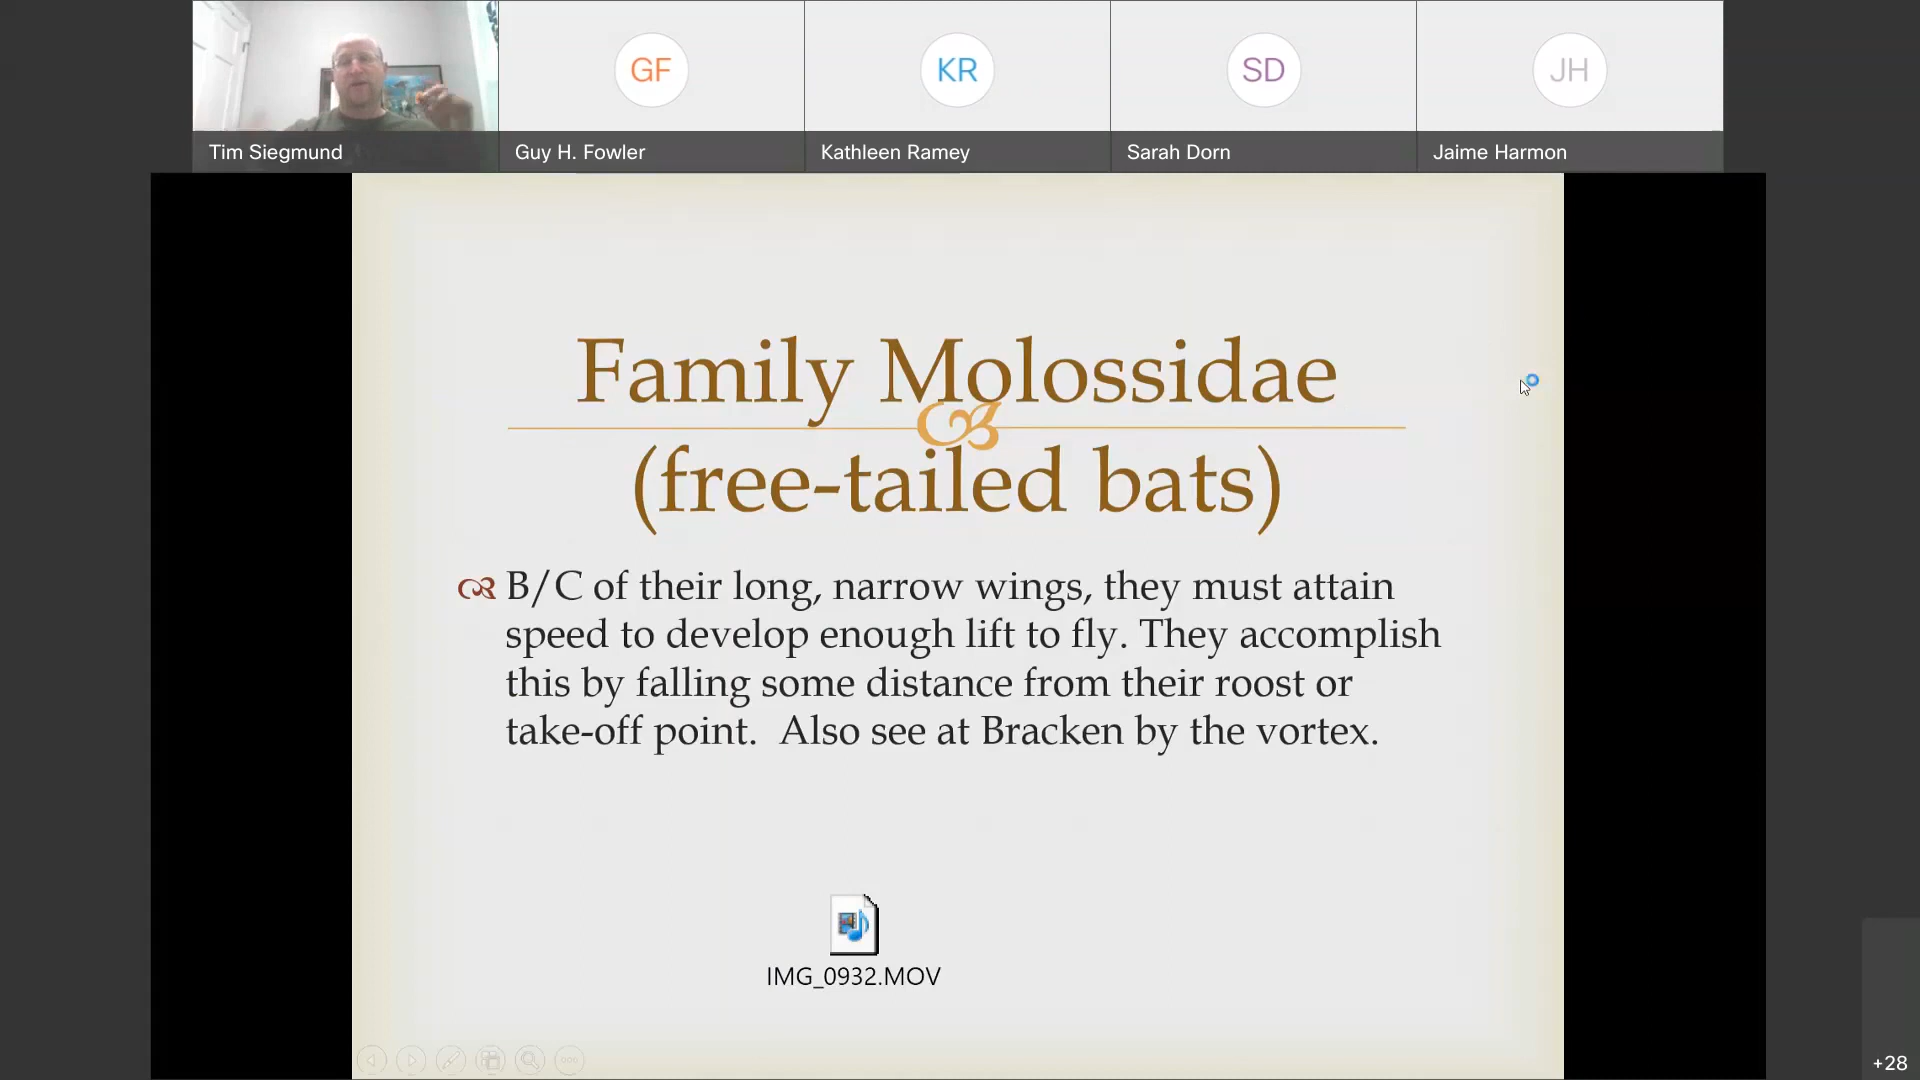 GF
KR
SD
JH
Tim Siegmund
Guy H. Fowler
Kathleen Ramey
Sarah Dorn
Jaime Harmon
Family Molossidae
(free-tailed bats)
B/C of their long, narrow wings, they must attain
speed to develop enough lift to fly. They accomplish
this by falling some distance from their roost or
take-off point.  Also see at Bracken by the vortex.
IMG_0932.MOV
+28